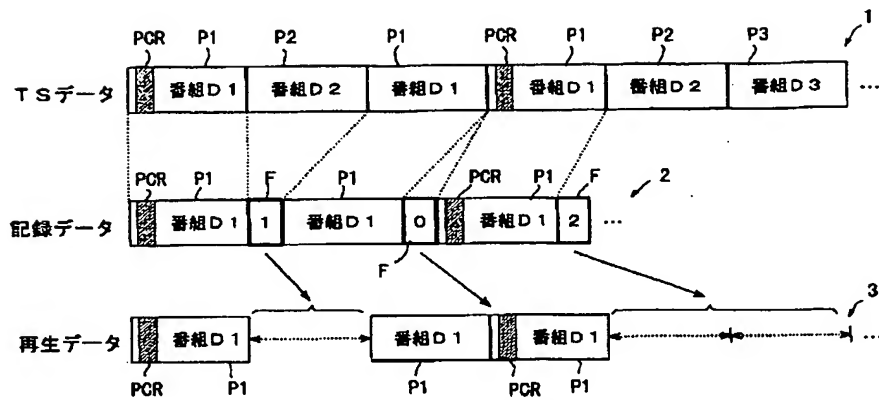 PCR P1 P2 P1 PCR P1 P2 P3 1
TSデータ 番組D1 番組D2 番組D1 番組D1 番組D2 番組D3 ...
PCR P1 F P1 PCR P1 F 2
記録データ 番組D1 1 番組D1 0 番組D1 2 ...
F
3
再生データ 番組D1 番組D1 番組D1 ...
PCR P1 P1 PCR P1